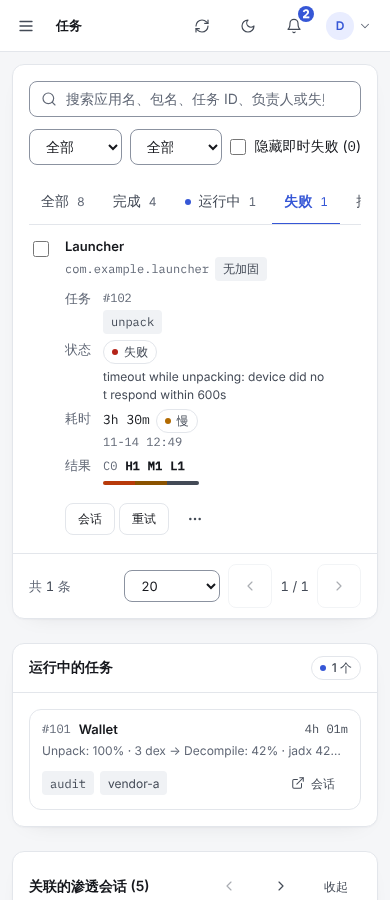 任务
2
D
搜索应用名、包名、任务 ID、负责人或失
全部
全部
隐藏即时失败 (0)
全部 8
完成 4
运行中 1
失败 1
Launcher
com.example.launcher 无加固
任务 #102
unpack
状态 失败
timeout while unpacking: device did no
t respond within 600s
耗时 3h 30m 慢
11-14 12:49
结果 C0 H1 M1 L1
会话 重试 ···
共 1 条 20 1 / 1
运行中的任务 1 个
#101 Wallet 4h 01m
Unpack: 100% · 3 dex → Decompile: 42% · jadx 42...
audit vendor-a 会话
关联的渗透会话 (5) 收起